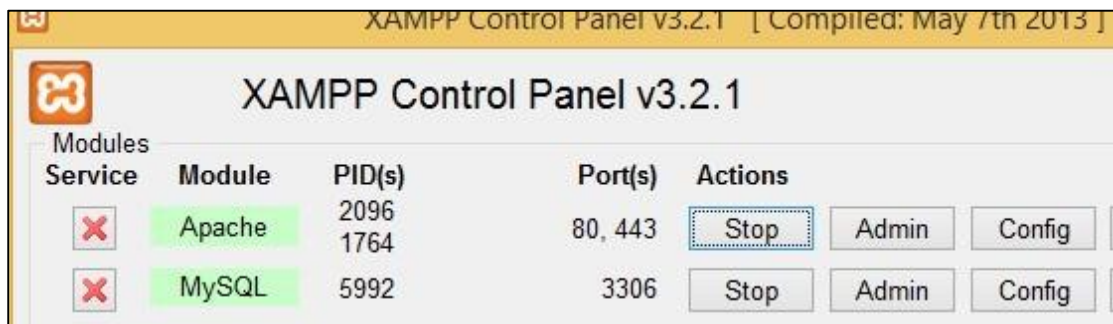 XAMPP Control Panel v3.2.1 [ Compiled: May 7th 2013 ]
XAMPP Control Panel v3.2.1
Modules
Service Module PID(s) Port(s) Actions
Apache 2096 1764 80, 443 Stop Admin Config
MySQL 5992 3306 Stop Admin Config